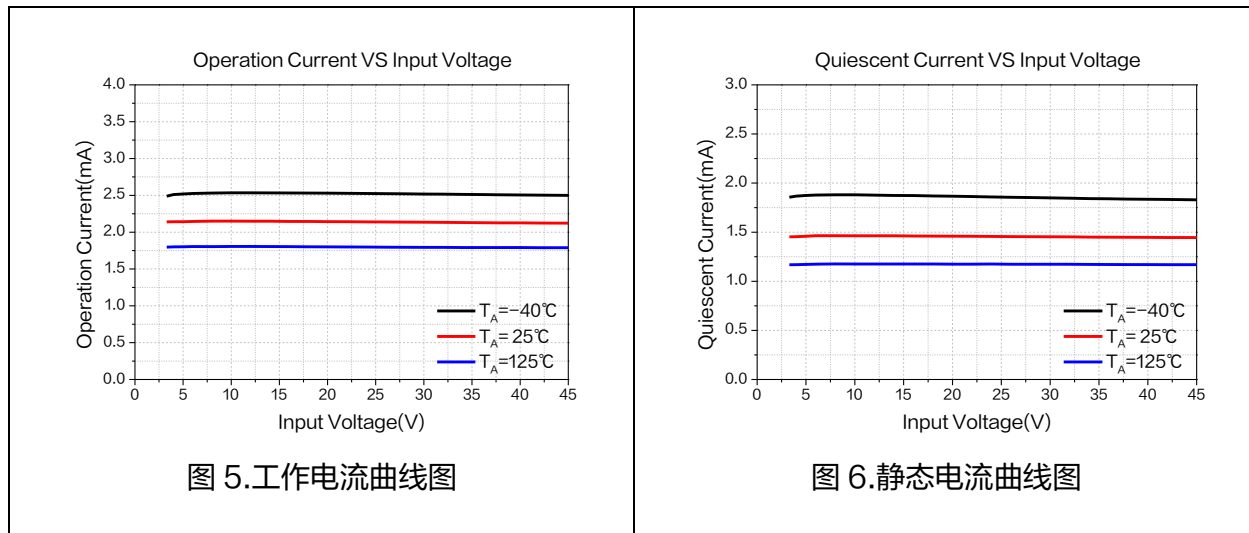 Operation Current VS Input Voltage
4.0
3.5
3.0
2.5
2.0
1.5
1.0
0.5
0.0
Operation Current(mA)
T_A=−40℃
T_A= 25℃
T_A=125℃
0 5 10 15 20 25 30 35 40 45
Input Voltage(V)
图 5.工作电流曲线图
Quiescent Current VS Input Voltage
3.0
2.5
2.0
1.5
1.0
0.5
0.0
Quiescent Current(mA)
T_A=−40℃
T_A= 25℃
T_A=125℃
0 5 10 15 20 25 30 35 40 45
Input Voltage(V)
图 6.静态电流曲线图